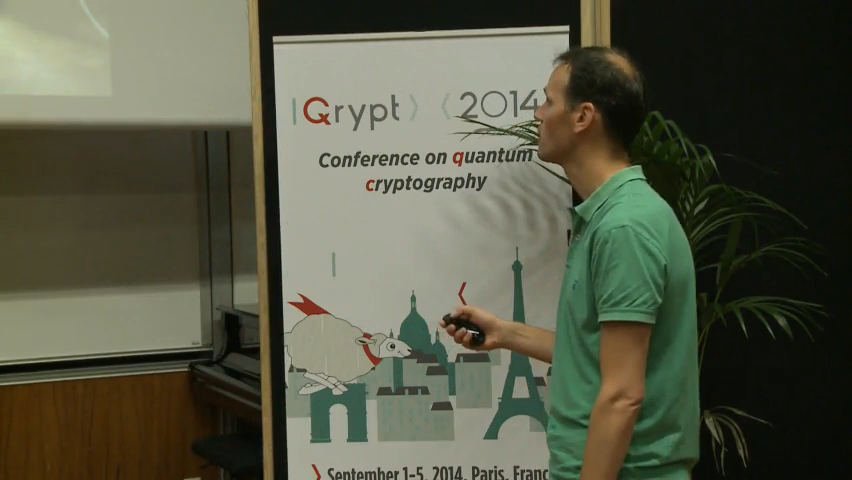 |Qrypt⟩ ⟨2014
Conference on quantum
cryptography
September 1-5, 2014, Paris, Franc